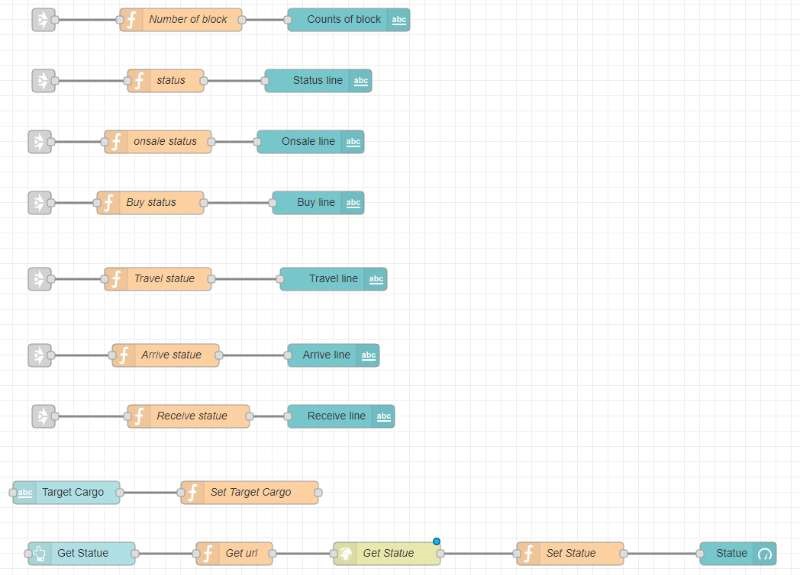 Number of block Counts of block abc
status Status line abc
onsale status Onsale line abc
Buy status Buy line abc
Travel statue Travel line abc
Arrive statue Arrive line abc
Receive statue Receive line abc
abc Target Cargo Set Target Cargo
Get Statue Get url Get Statue Set Statue Statue